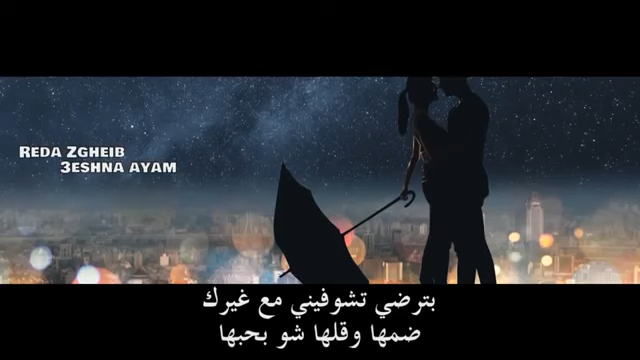 REDA ZGHEIB
3ESHNA AYAM
بترضي تشوفيني مع غيرك
ضمها وقلها شو بحبها